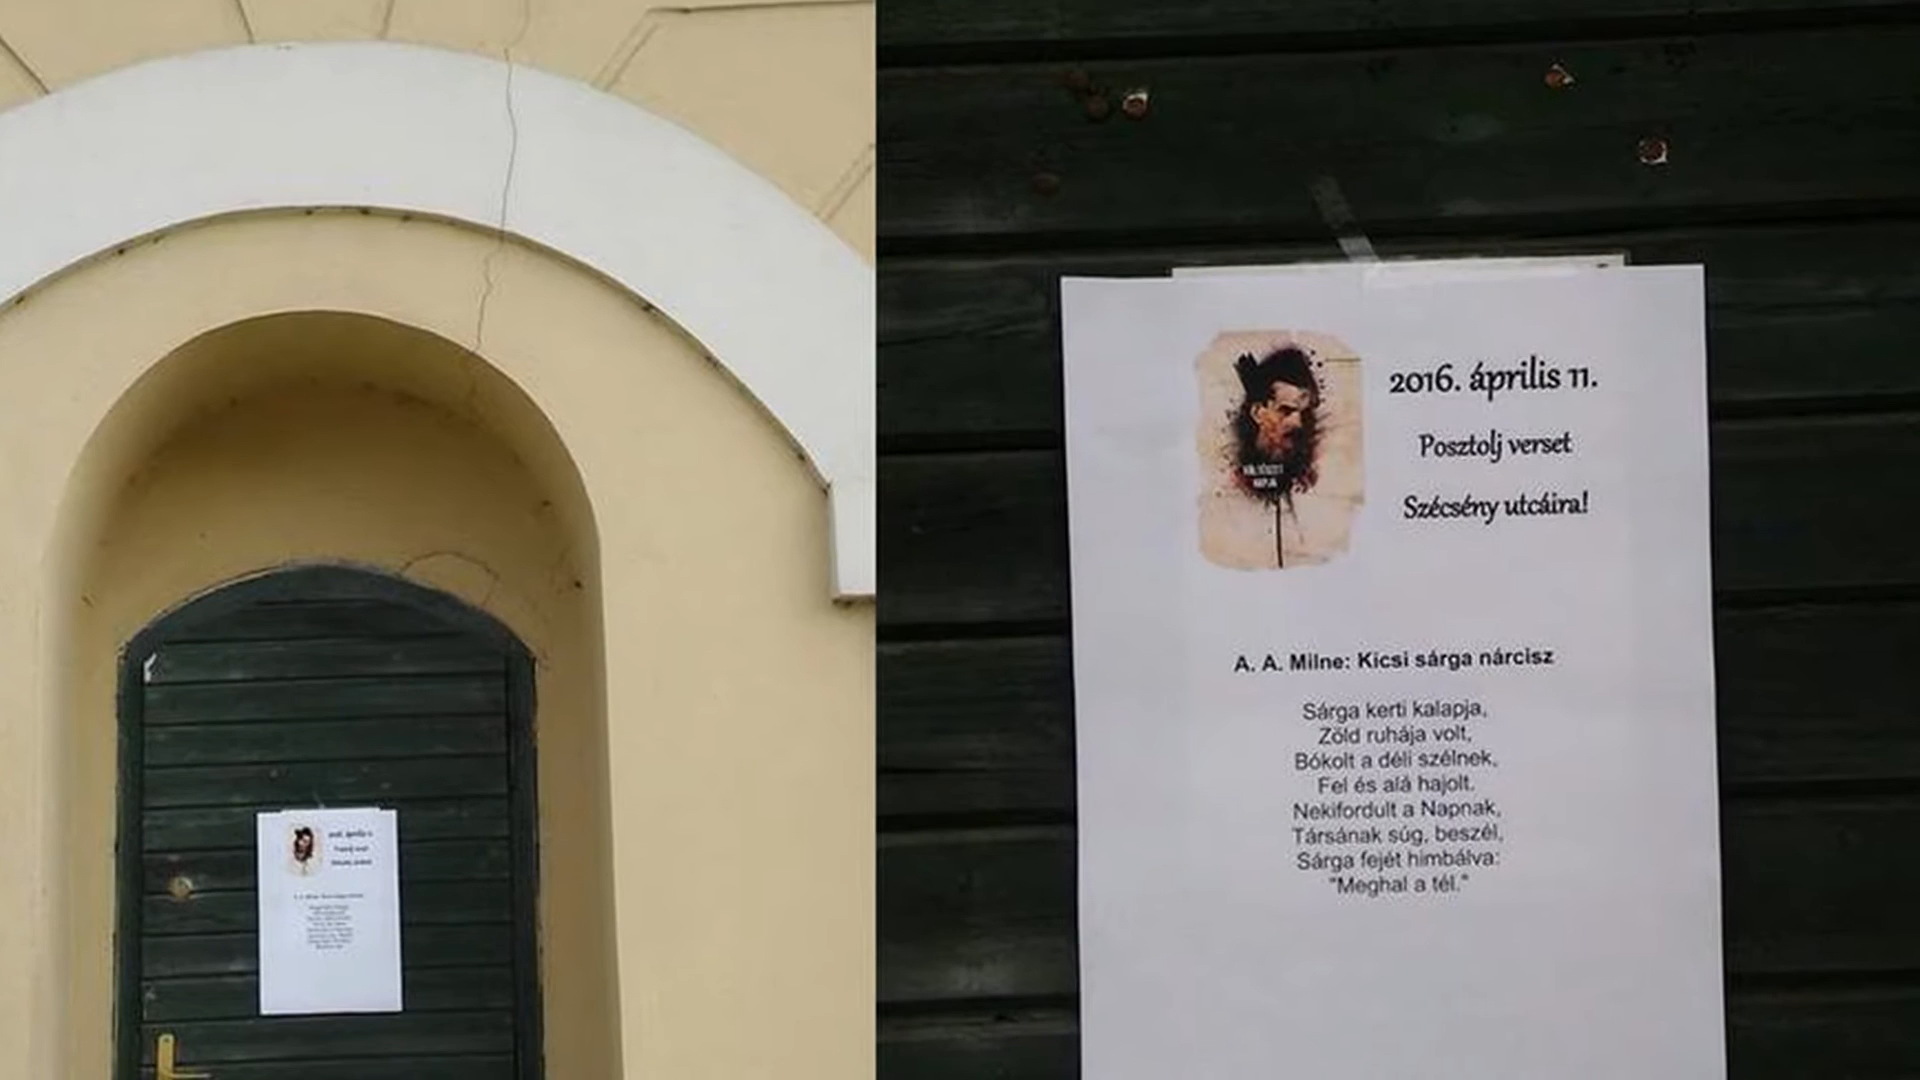 2016. április 11.
Posztolj verset
Szécsény utcáira!
NAPJA
A. A. Milne: Kicsi sárga nárcisz
Sárga kerti kalapja,
Zöld ruhája volt,
Bókolt a déli szélnek,
Fel és alá hajolt.
Nekifordult a Napnak,
Társának súg, beszél,
Sárga fejét himbálva:
"Meghal a tél."